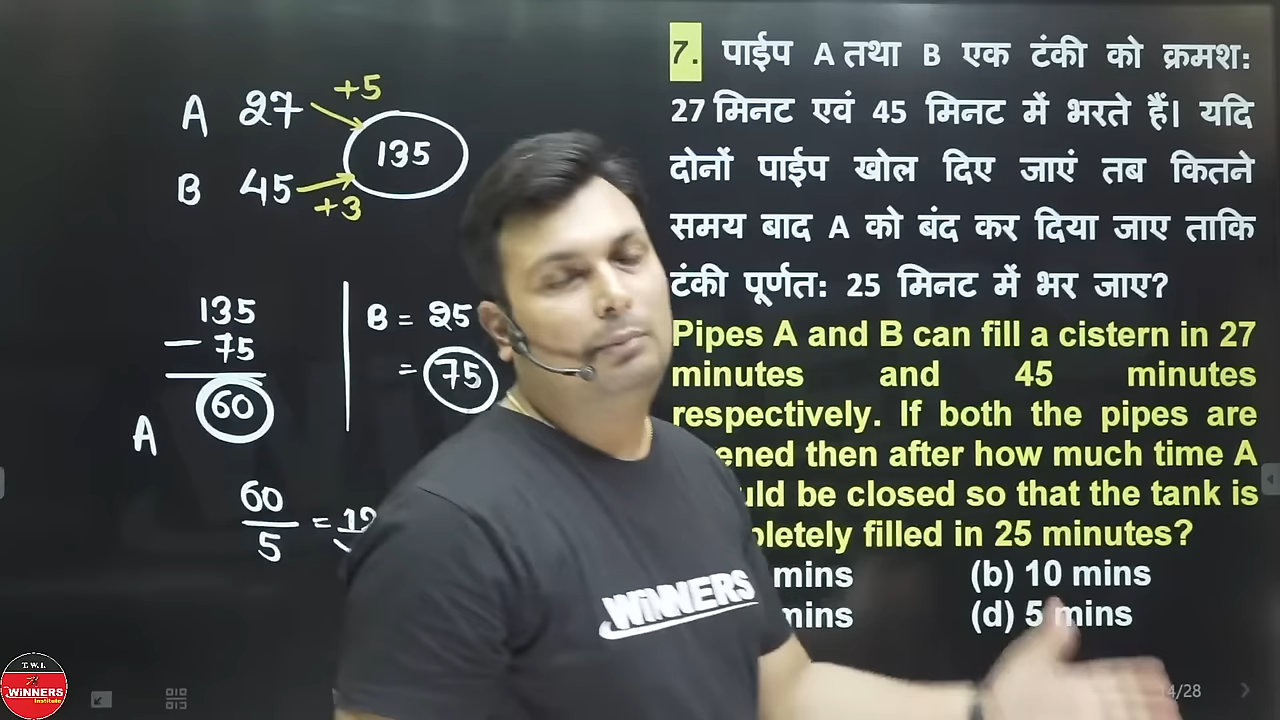 A 27 +5
135
B 45 +3
135
- 75
60
A
60
5
=
B = 25
= 75
7. पाईप A तथा B एक टंकी को क्रमश:
27 मिनट एवं 45 मिनट में भरते हैं। यदि
दोनों पाईप खोल दिए जाएं तब कितने
समय बाद A को बंद कर दिया जाए ताकि
टंकी पूर्णत: 25 मिनट में भर जाए?
Pipes A and B can fill a cistern in 27
minutes and 45 minutes
respectively. If both the pipes are
then after how much time A
be closed so that the tank is
filled in 25 minutes?
mins (b) 10 mins
mins (d) 5 mins
WiNNERS
T.W.I.
WINNERS
Institute
/28